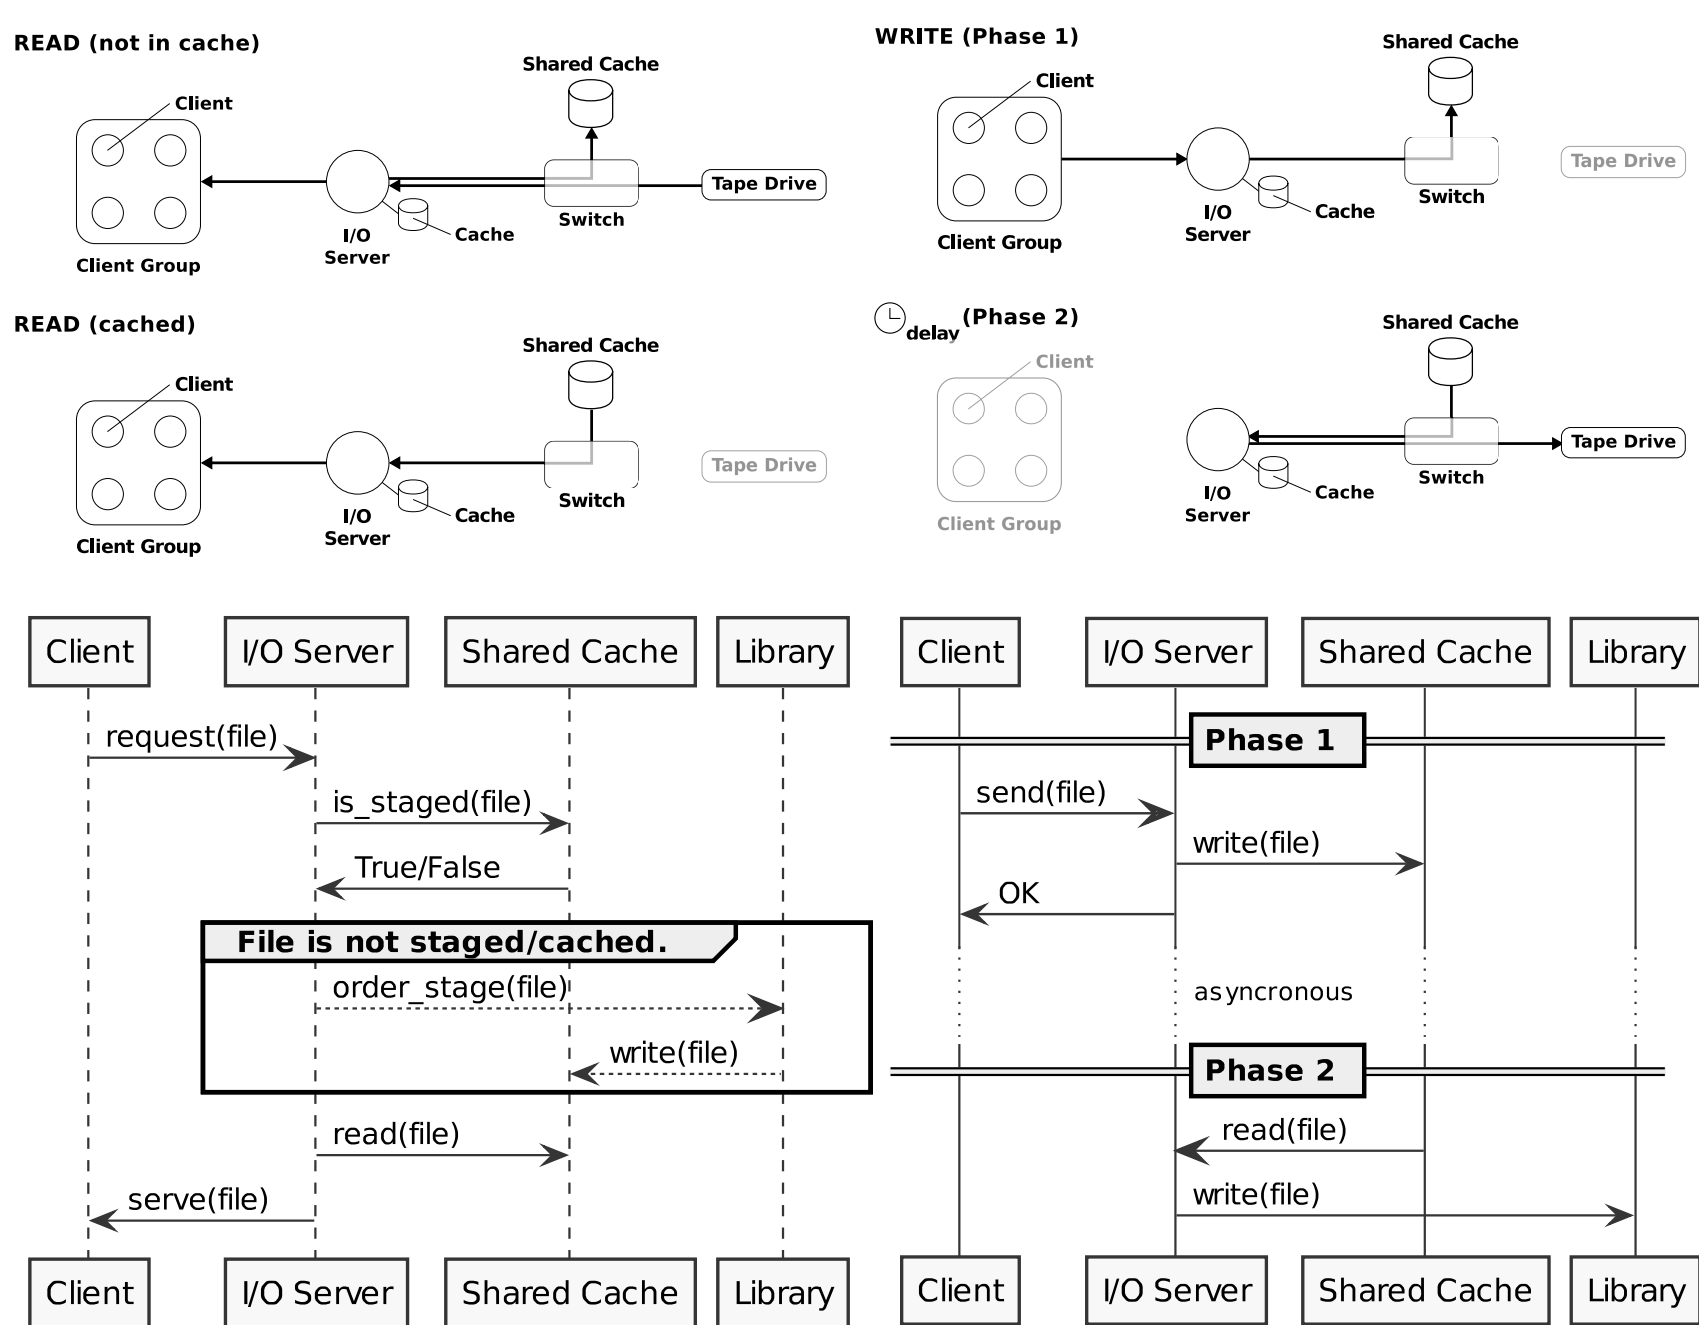 READ (not in cache)
Shared Cache
Client
Tape Drive
Switch
I/O
Server
Cache
Client Group
WRITE (Phase 1)
Shared Cache
Client
Tape Drive
Switch
I/O
Server
Cache
Client Group
READ (cached)
Shared Cache
Client
Tape Drive
Switch
I/O
Server
Cache
Client Group
delay (Phase 2)
Shared Cache
Client
Tape Drive
Switch
I/O
Server
Cache
Client Group
Client
I/O Server
Shared Cache
Library
request(file)
is_staged(file)
True/False
File is not staged/cached.
order_stage(file)
write(file)
read(file)
serve(file)
Client
I/O Server
Shared Cache
Library
Client
I/O Server
Shared Cache
Library
Phase 1
send(file)
write(file)
OK
asyncronous
Phase 2
read(file)
write(file)
Client
I/O Server
Shared Cache
Library